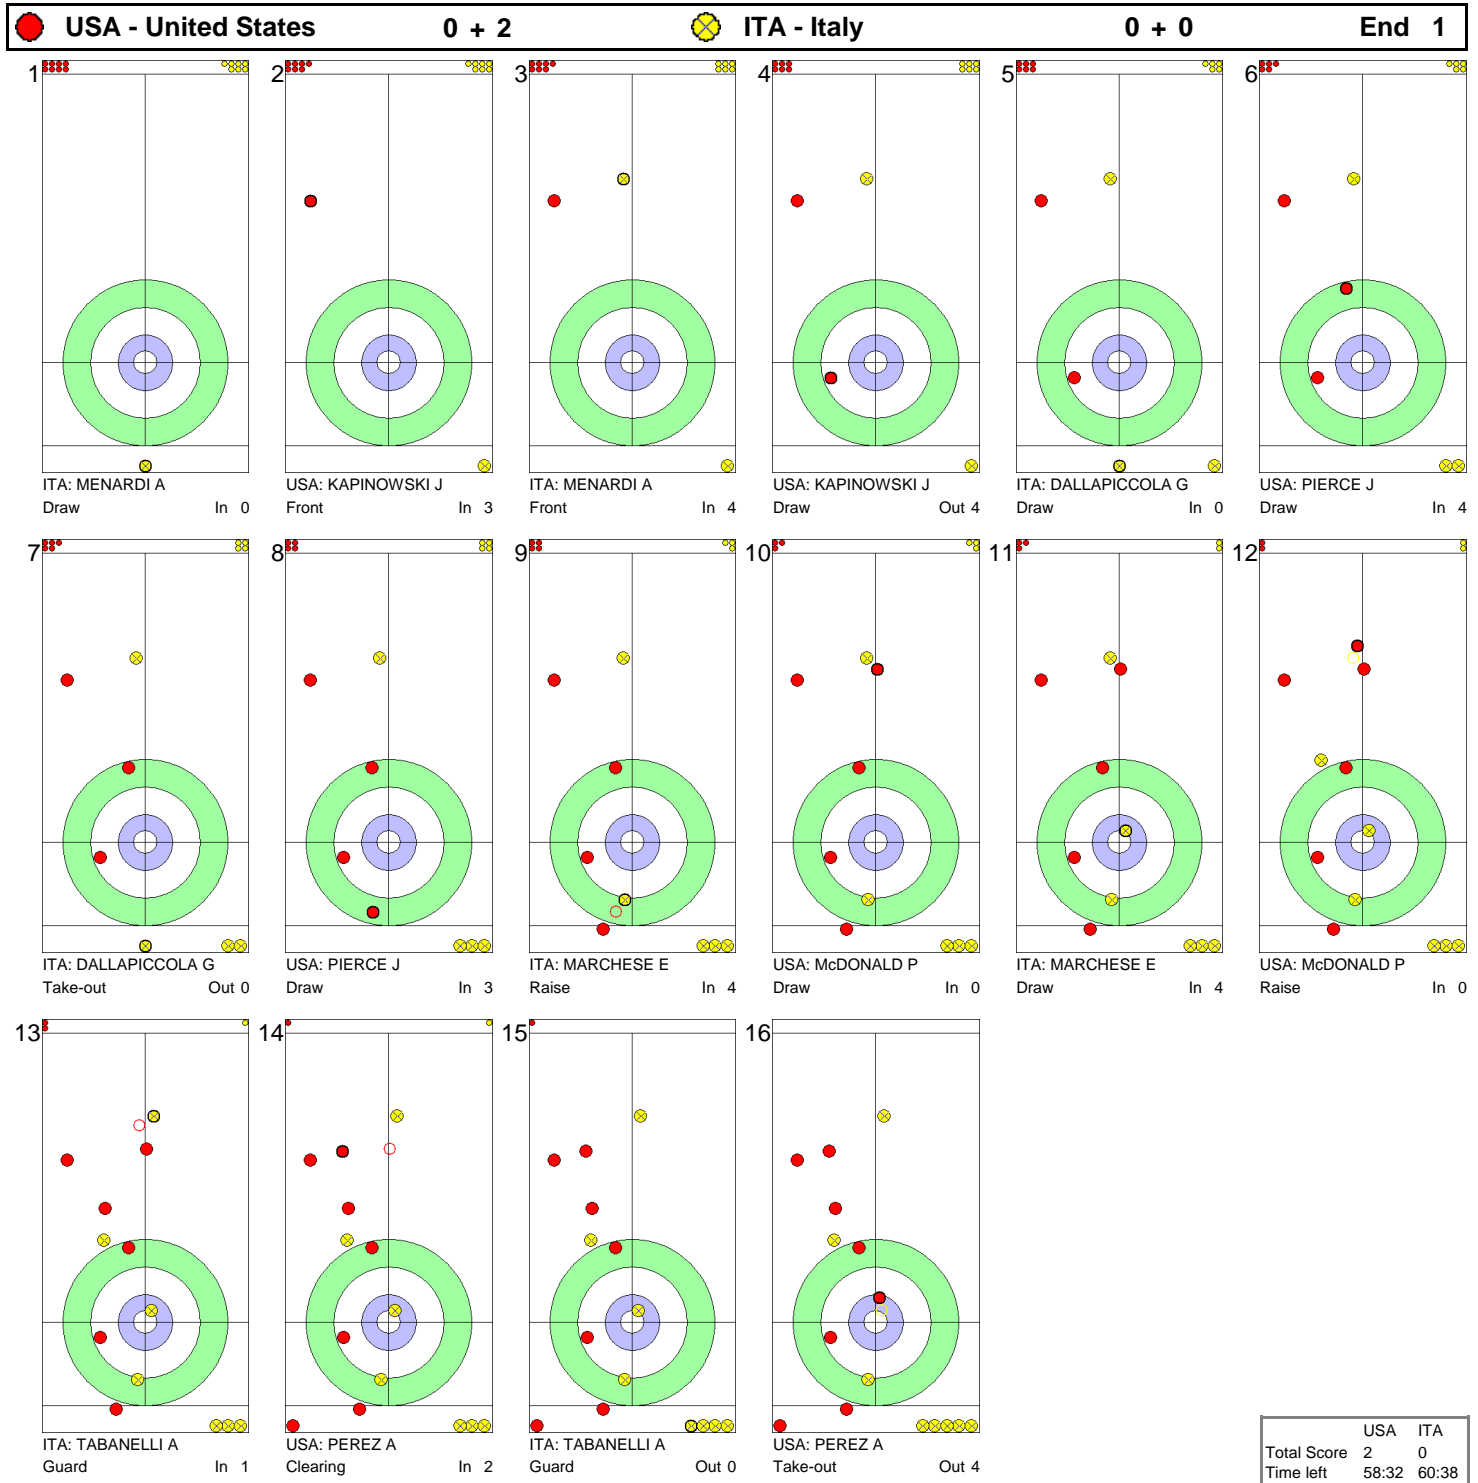 USA - United States 0 + 2 ITA - Italy 0 + 0 End 1
1 2 3 4 5 6
ITA: MENARDI A USA: KAPINOWSKI J ITA: MENARDI A USA: KAPINOWSKI J ITA: DALLAPICCOLA G USA: PIERCE J
Draw In 0 Front In 3 Front In 4 Draw Out 4 Draw In 0 Draw In 4
7 8 9 10 11 12
ITA: DALLAPICCOLA G USA: PIERCE J ITA: MARCHESE E USA: McDONALD P ITA: MARCHESE E USA: McDONALD P
Take-out Out 0 Draw In 3 Raise In 4 Draw In 0 Draw In 4 Raise In 0
13 14 15 16
ITA: TABANELLI A USA: PEREZ A ITA: TABANELLI A USA: PEREZ A
Guard In 1 Clearing In 2 Guard Out 0 Take-out Out 4
USA ITA
Total Score 2 0
Time left 58:32 60:38